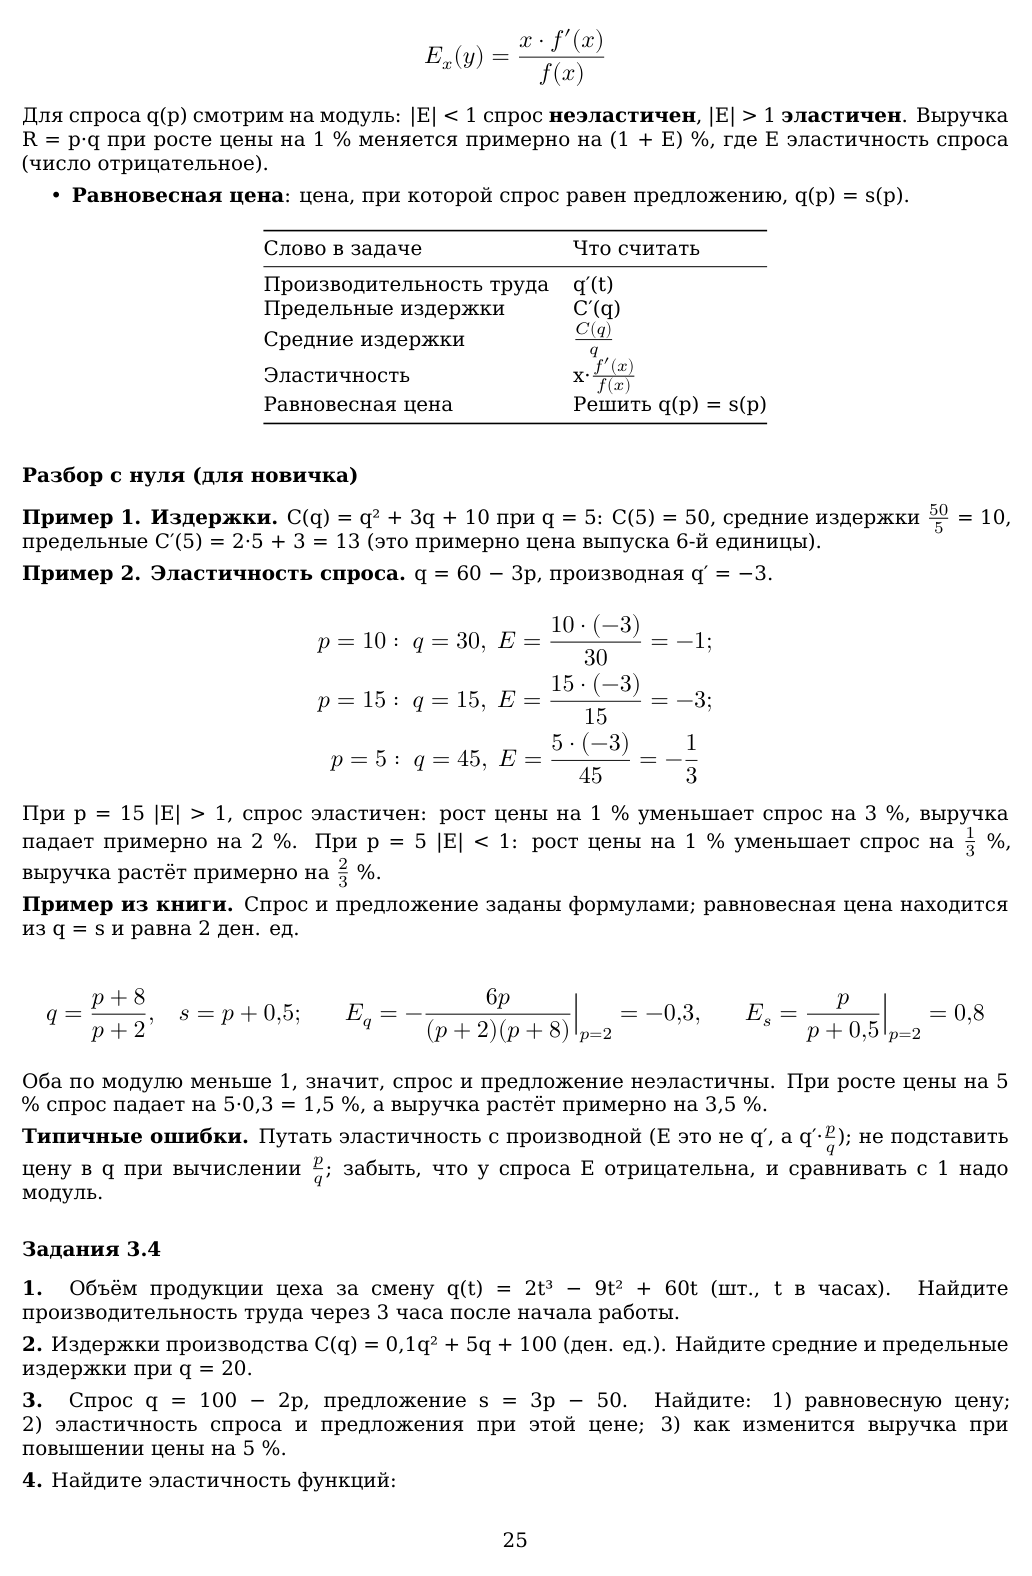 E_x(y) = x · f′(x) / f(x)
Для спроса q(p) смотрим на модуль: |E| < 1 спрос неэластичен, |E| > 1 эластичен. Выручка
R = p·q при росте цены на 1 % меняется примерно на (1 + E) %, где E эластичность спроса
(число отрицательное).
• Равновесная цена: цена, при которой спрос равен предложению, q(p) = s(p).
Слово в задаче Что считать
Производительность труда q′(t)
Предельные издержки C′(q)
Средние издержки C(q)/q
Эластичность x·f′(x)/f(x)
Равновесная цена Решить q(p) = s(p)
Разбор с нуля (для новичка)
Пример 1. Издержки. C(q) = q² + 3q + 10 при q = 5: C(5) = 50, средние издержки 50/5 = 10,
предельные C′(5) = 2·5 + 3 = 13 (это примерно цена выпуска 6-й единицы).
Пример 2. Эластичность спроса. q = 60 − 3p, производная q′ = −3.
p = 10 : q = 30, E = 10 · (−3) / 30 = −1;
p = 15 : q = 15, E = 15 · (−3) / 15 = −3;
p = 5 : q = 45, E = 5 · (−3) / 45 = −1/3
При p = 15 |E| > 1, спрос эластичен: рост цены на 1 % уменьшает спрос на 3 %, выручка
падает примерно на 2 %. При p = 5 |E| < 1: рост цены на 1 % уменьшает спрос на 1/3 %,
выручка растёт примерно на 2/3 %.
Пример из книги. Спрос и предложение заданы формулами; равновесная цена находится
из q = s и равна 2 ден. ед.
q = (p + 8)/(p + 2), s = p + 0,5; E_q = −6p/((p + 2)(p + 8))|_{p=2} = −0,3, E_s = p/(p + 0,5)|_{p=2} = 0,8
Оба по модулю меньше 1, значит, спрос и предложение неэластичны. При росте цены на 5
% спрос падает на 5·0,3 = 1,5 %, а выручка растёт примерно на 3,5 %.
Типичные ошибки. Путать эластичность с производной (E это не q′, а q′·p/q); не подставить
цену в q при вычислении p/q; забыть, что у спроса E отрицательна, и сравнивать с 1 надо
модуль.
Задания 3.4
1. Объём продукции цеха за смену q(t) = 2t³ − 9t² + 60t (шт., t в часах). Найдите
производительность труда через 3 часа после начала работы.
2. Издержки производства C(q) = 0,1q² + 5q + 100 (ден. ед.). Найдите средние и предельные
издержки при q = 20.
3. Спрос q = 100 − 2p, предложение s = 3p − 50. Найдите: 1) равновесную цену;
2) эластичность спроса и предложения при этой цене; 3) как изменится выручка при
повышении цены на 5 %.
4. Найдите эластичность функций:
25